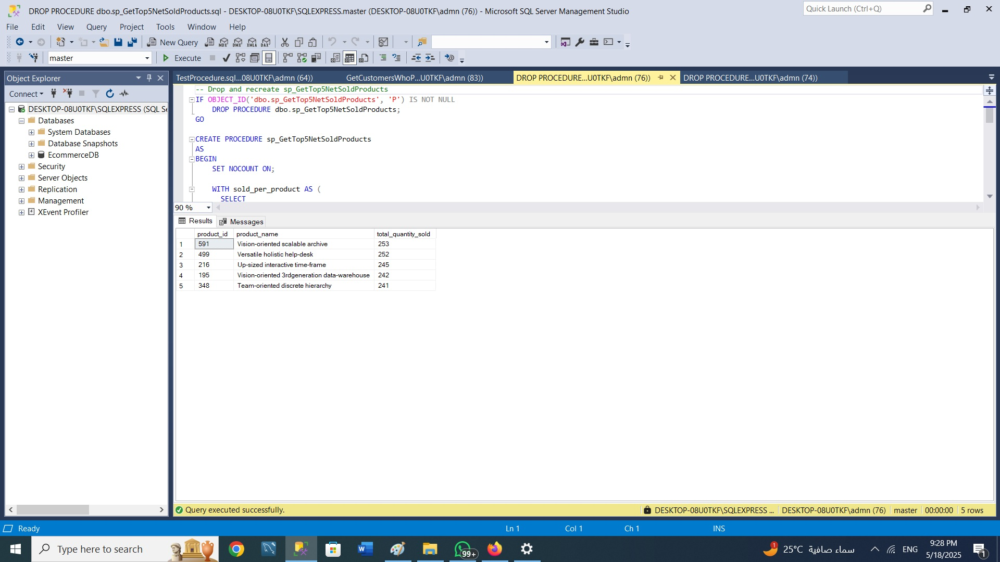 DROP PROCEDURE dbo.sp_GetTop5NetSoldProducts.sql - DESKTOP-08U0TKF\SQLEXPRESS.master (DESKTOP-08U0TKF\admn (76)) - Microsoft SQL Server Management Studio
Quick Launch (Ctrl+Q)
File Edit View Query Project Tools Window Help
New Query MDX DMX XMLA DAX
master Execute
Object Explorer
TestProcedure.sql...08U0TKF\admn (64)) GetCustomersWhoP...U0TKF\admn (83)) DROP PROCEDURE...U0TKF\admn (76)) DROP PROCEDURE...U0TKF\admn (74))
Connect
DESKTOP-08U0TKF\SQLEXPRESS (SQL Se
Databases
System Databases
Database Snapshots
EcommerceDB
Security
Server Objects
Replication
Management
XEvent Profiler
-- Drop and recreate sp_GetTop5NetSoldProducts
IF OBJECT_ID('dbo.sp_GetTop5NetSoldProducts', 'P') IS NOT NULL
DROP PROCEDURE dbo.sp_GetTop5NetSoldProducts;
GO
CREATE PROCEDURE sp_GetTop5NetSoldProducts
AS
BEGIN
SET NOCOUNT ON;
WITH sold_per_product AS (
SELECT
90 %
Results Messages
product_id product_name total_quantity_sold
1 591 Vision-oriented scalable archive 253
2 499 Versatile holistic help-desk 252
3 216 Up-sized interactive time-frame 245
4 195 Vision-oriented 3rdgeneration data-warehouse 242
5 348 Team-oriented discrete hierarchy 241
Query executed successfully. DESKTOP-08U0TKF\SQLEXPRESS ... DESKTOP-08U0TKF\admn (76) master 00:00:00 5 rows
Ready Ln 1 Col 1 Ch 1 INS
Type here to search 99+ 1 25°C سماء صافية ENG 9:28 PM
5/18/2025 1